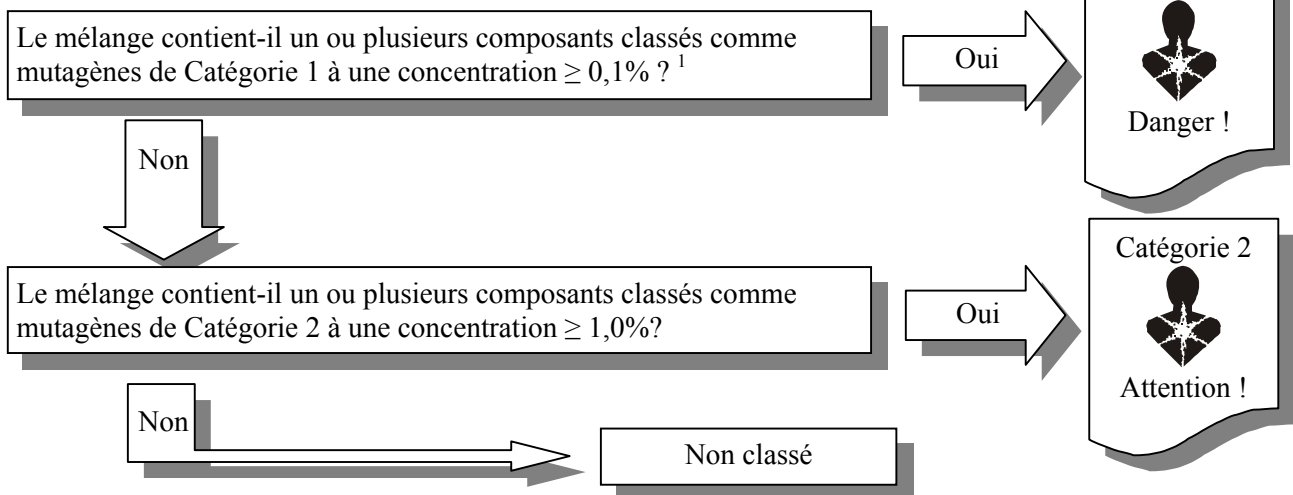 Le mélange contient-il un ou plusieurs composants classés comme
mutagènes de Catégorie 1 à une concentration ≥ 0,1% ? 1
Oui
Danger !
Non
Le mélange contient-il un ou plusieurs composants classés comme
mutagènes de Catégorie 2 à une concentration ≥ 1,0%?
Oui
Catégorie 2
Attention !
Non
Non classé